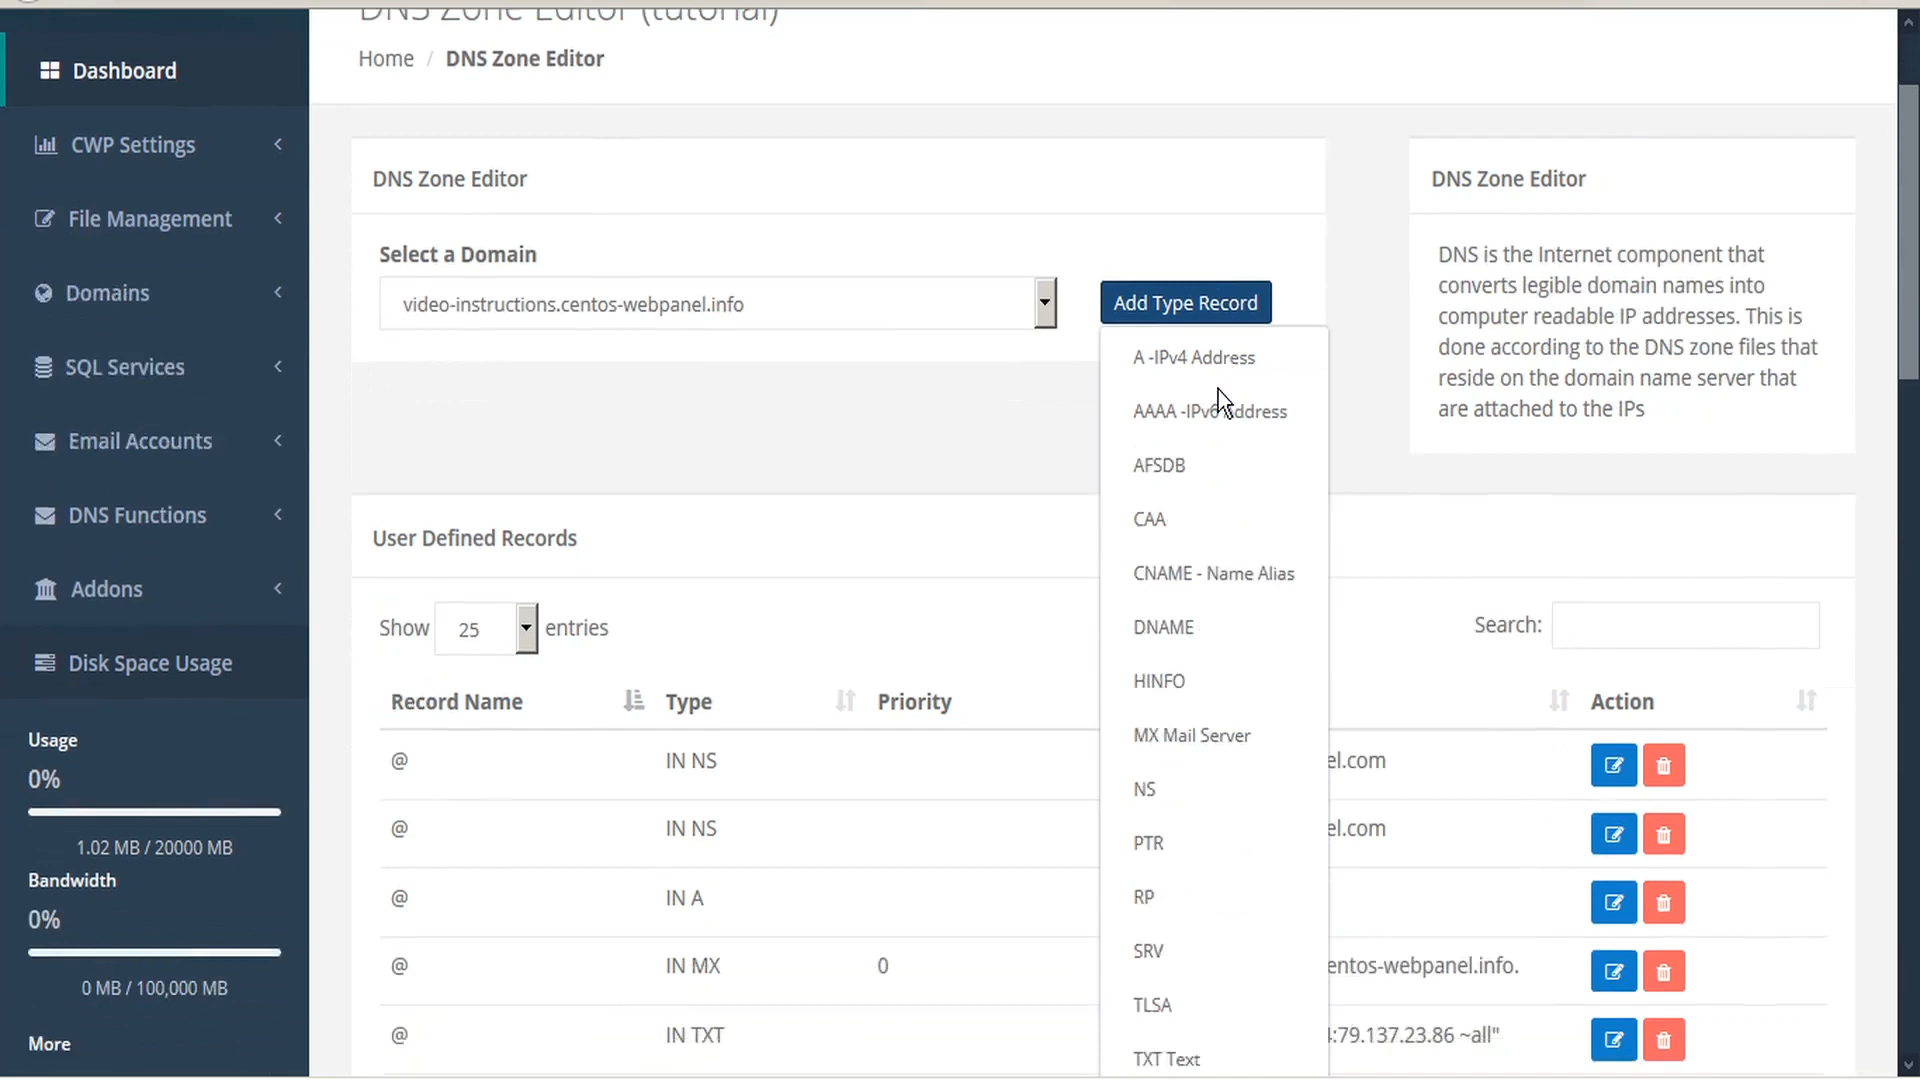 DNS Zone Editor (tutorial)
Home / DNS Zone Editor
Dashboard
CWP Settings
File Management
Domains
SQL Services
Email Accounts
DNS Functions
Addons
Disk Space Usage
Usage
0%
1.02 MB / 20000 MB
Bandwidth
0%
0 MB / 100,000 MB
More
DNS Zone Editor
Select a Domain
video-instructions.centos-webpanel.info
Add Type Record
A -IPv4 Address
AAAA -IPv6 Address
AFSDB
CAA
CNAME - Name Alias
DNAME
HINFO
MX Mail Server
NS
PTR
RP
SRV
TLSA
TXT Text
DNS Zone Editor
DNS is the Internet component that
converts legible domain names into
computer readable IP addresses. This is
done according to the DNS zone files that
reside on the domain name server that
are attached to the IPs
User Defined Records
Show 25 entries
Search:
Record Name Type Priority Action
@ IN NS el.com
@ IN NS el.com
@ IN A
@ IN MX 0 entos-webpanel.info.
@ IN TXT :79.137.23.86 ~all"